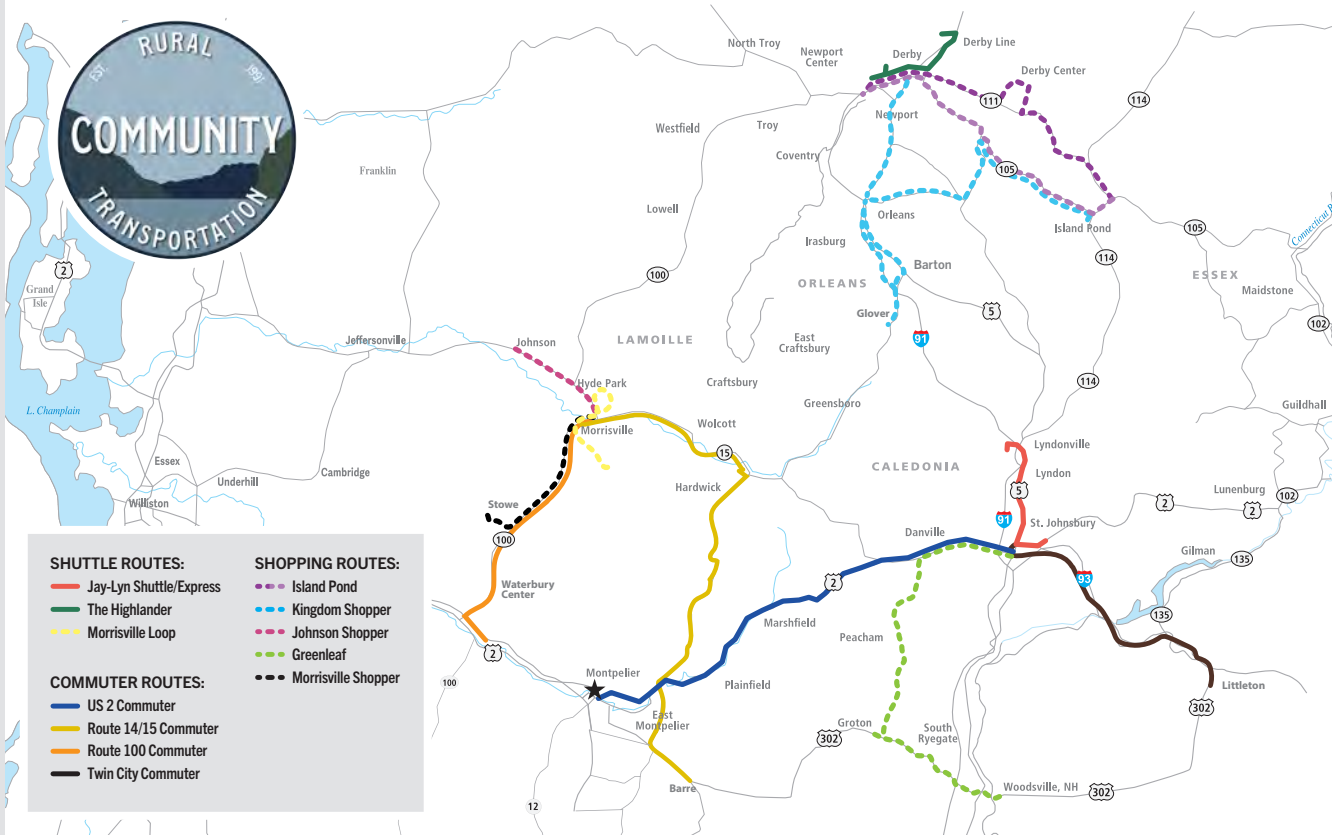 RURAL
EST.
1991
COMMUNITY
TRANSPORTATION
North Troy
Newport
Center
Derby
Derby Line
Derby Center
111
114
Newport
Westfield
Troy
Coventry
105
Franklin
Lowell
Orleans
Island Pond
105
Connecticut
Irasburg
114
2
100
Barton
ESSEX
Grand
Isle
ORLEANS
Maidstone
Glover
5
102
91
Jeffersonville
Johnson
LAMOILLE
East
Craftsbury
Hyde Park
Craftsbury
114
L. Champlain
Greensboro
Guildhall
Morrisville
Wolcott
Lyndonville
15
Essex
Cambridge
CALEDONIA
Lyndon
Underhill
Hardwick
5
Lunenburg
102
Williston
Stowe
2
2
91
St. Johnsbury
100
Danville
Gilman
135
93
Waterbury
Center
2
Marshfield
135
Peacham
2
Montpelier
Plainfield
100
Littleton
302
East
Montpelier
Groton
302
South
Ryegate
Barre
Woodsville, NH
302
12
SHUTTLE ROUTES:
Jay-Lyn Shuttle/Express
The Highlander
Morrisville Loop
COMMUTER ROUTES:
US 2 Commuter
Route 14/15 Commuter
Route 100 Commuter
Twin City Commuter
SHOPPING ROUTES:
Island Pond
Kingdom Shopper
Johnson Shopper
Greenleaf
Morrisville Shopper